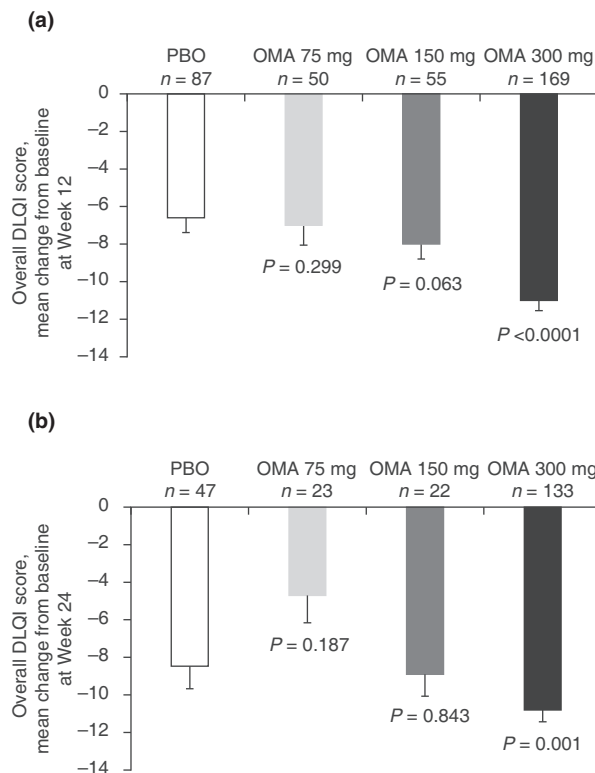 (a)
PBO OMA 75 mg OMA 150 mg OMA 300 mg
n = 87 n = 50 n = 55 n = 169
0
–2
–4
–6
–8
–10
–12
–14
Overall DLQI score,
mean change from baseline
at Week 12
P = 0.299
P = 0.063
P <0.0001
(b)
PBO OMA 75 mg OMA 150 mg OMA 300 mg
n = 47 n = 23 n = 22 n = 133
0
–2
–4
–6
–8
–10
–12
–14
Overall DLQI score,
mean change from baseline
at Week 24
P = 0.187
P = 0.843
P = 0.001